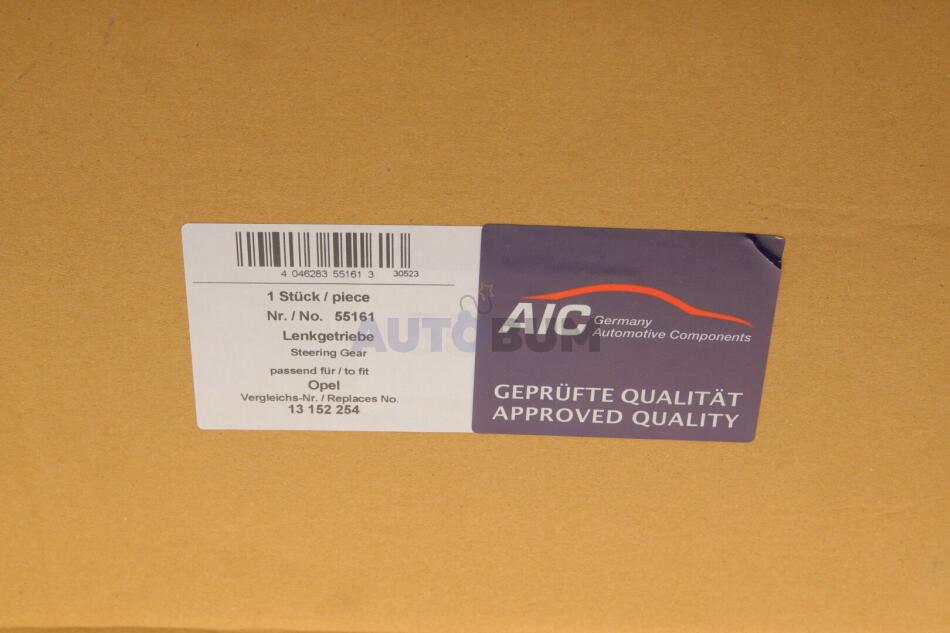 4 046283 55161 3 30523
1 Stück / piece
Nr. / No. 55161
Lenkgetriebe
Steering Gear
passend für / to fit
Opel
Vergleichs-Nr. / Replaces No.
13 152 254
AUTOBUM
AIC Germany
Automotive Components
GEPRÜFTE QUALITÄT
APPROVED QUALITY